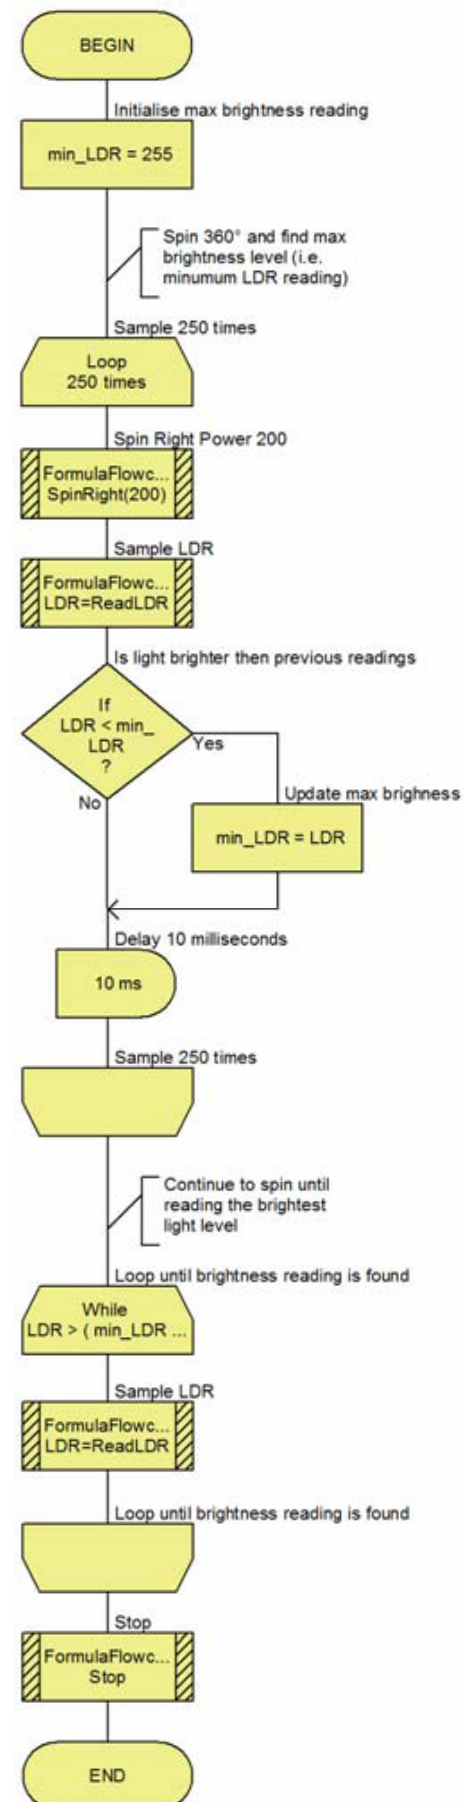 BEGIN
Initialise max brightness reading
min_LDR = 255
Spin 360° and find max
brightness level (i.e.
minumum LDR reading)
Sample 250 times
Loop
250 times
Spin Right Power 200
FormulaFlowc...
SpinRight(200)
Sample LDR
FormulaFlowc...
LDR=ReadLDR
Is light brighter then previous readings
If
LDR < min_
LDR
?
Yes
No
Update max brighness
min_LDR = LDR
Delay 10 milliseconds
10 ms
Sample 250 times
Continue to spin until
reading the brightest
light level
Loop until brightness reading is found
While
LDR > ( min_LDR ...
Sample LDR
FormulaFlowc...
LDR=ReadLDR
Loop until brightness reading is found
Stop
FormulaFlowc...
Stop
END